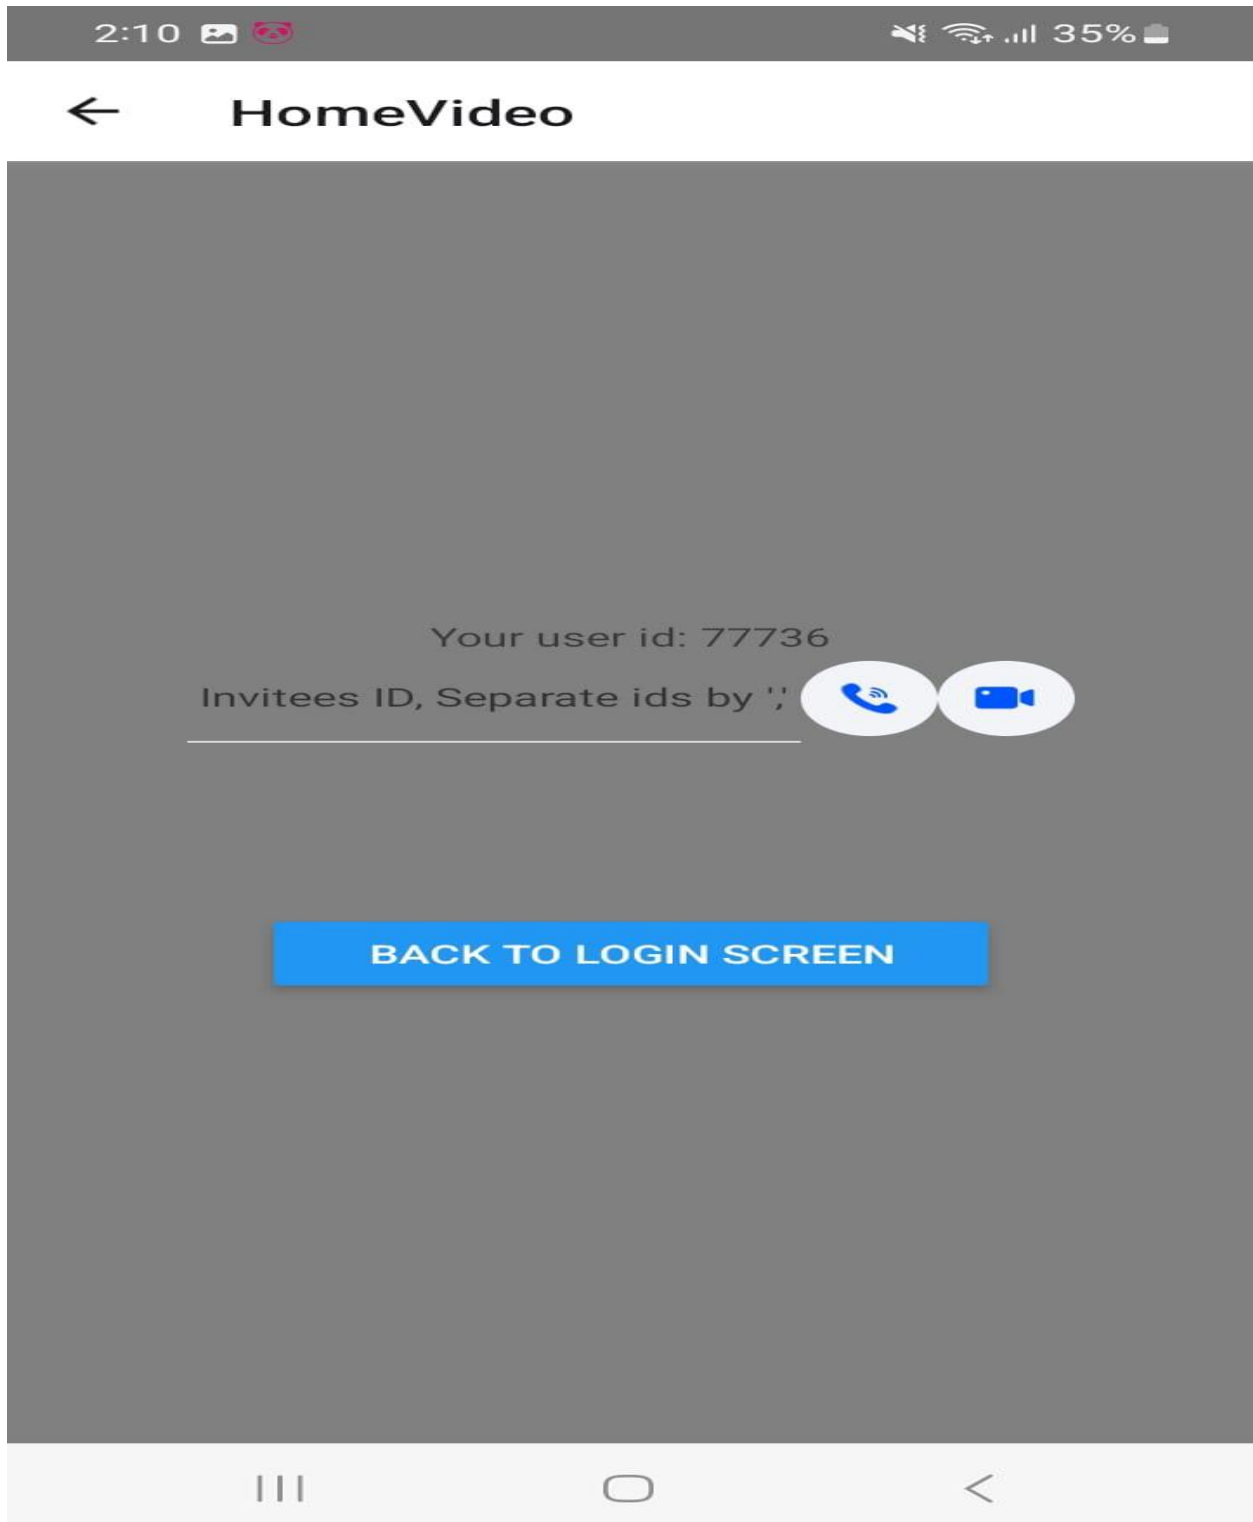 2:10 35%
HomeVideo
Your user id: 77736
Invitees ID, Separate ids by ','
BACK TO LOGIN SCREEN